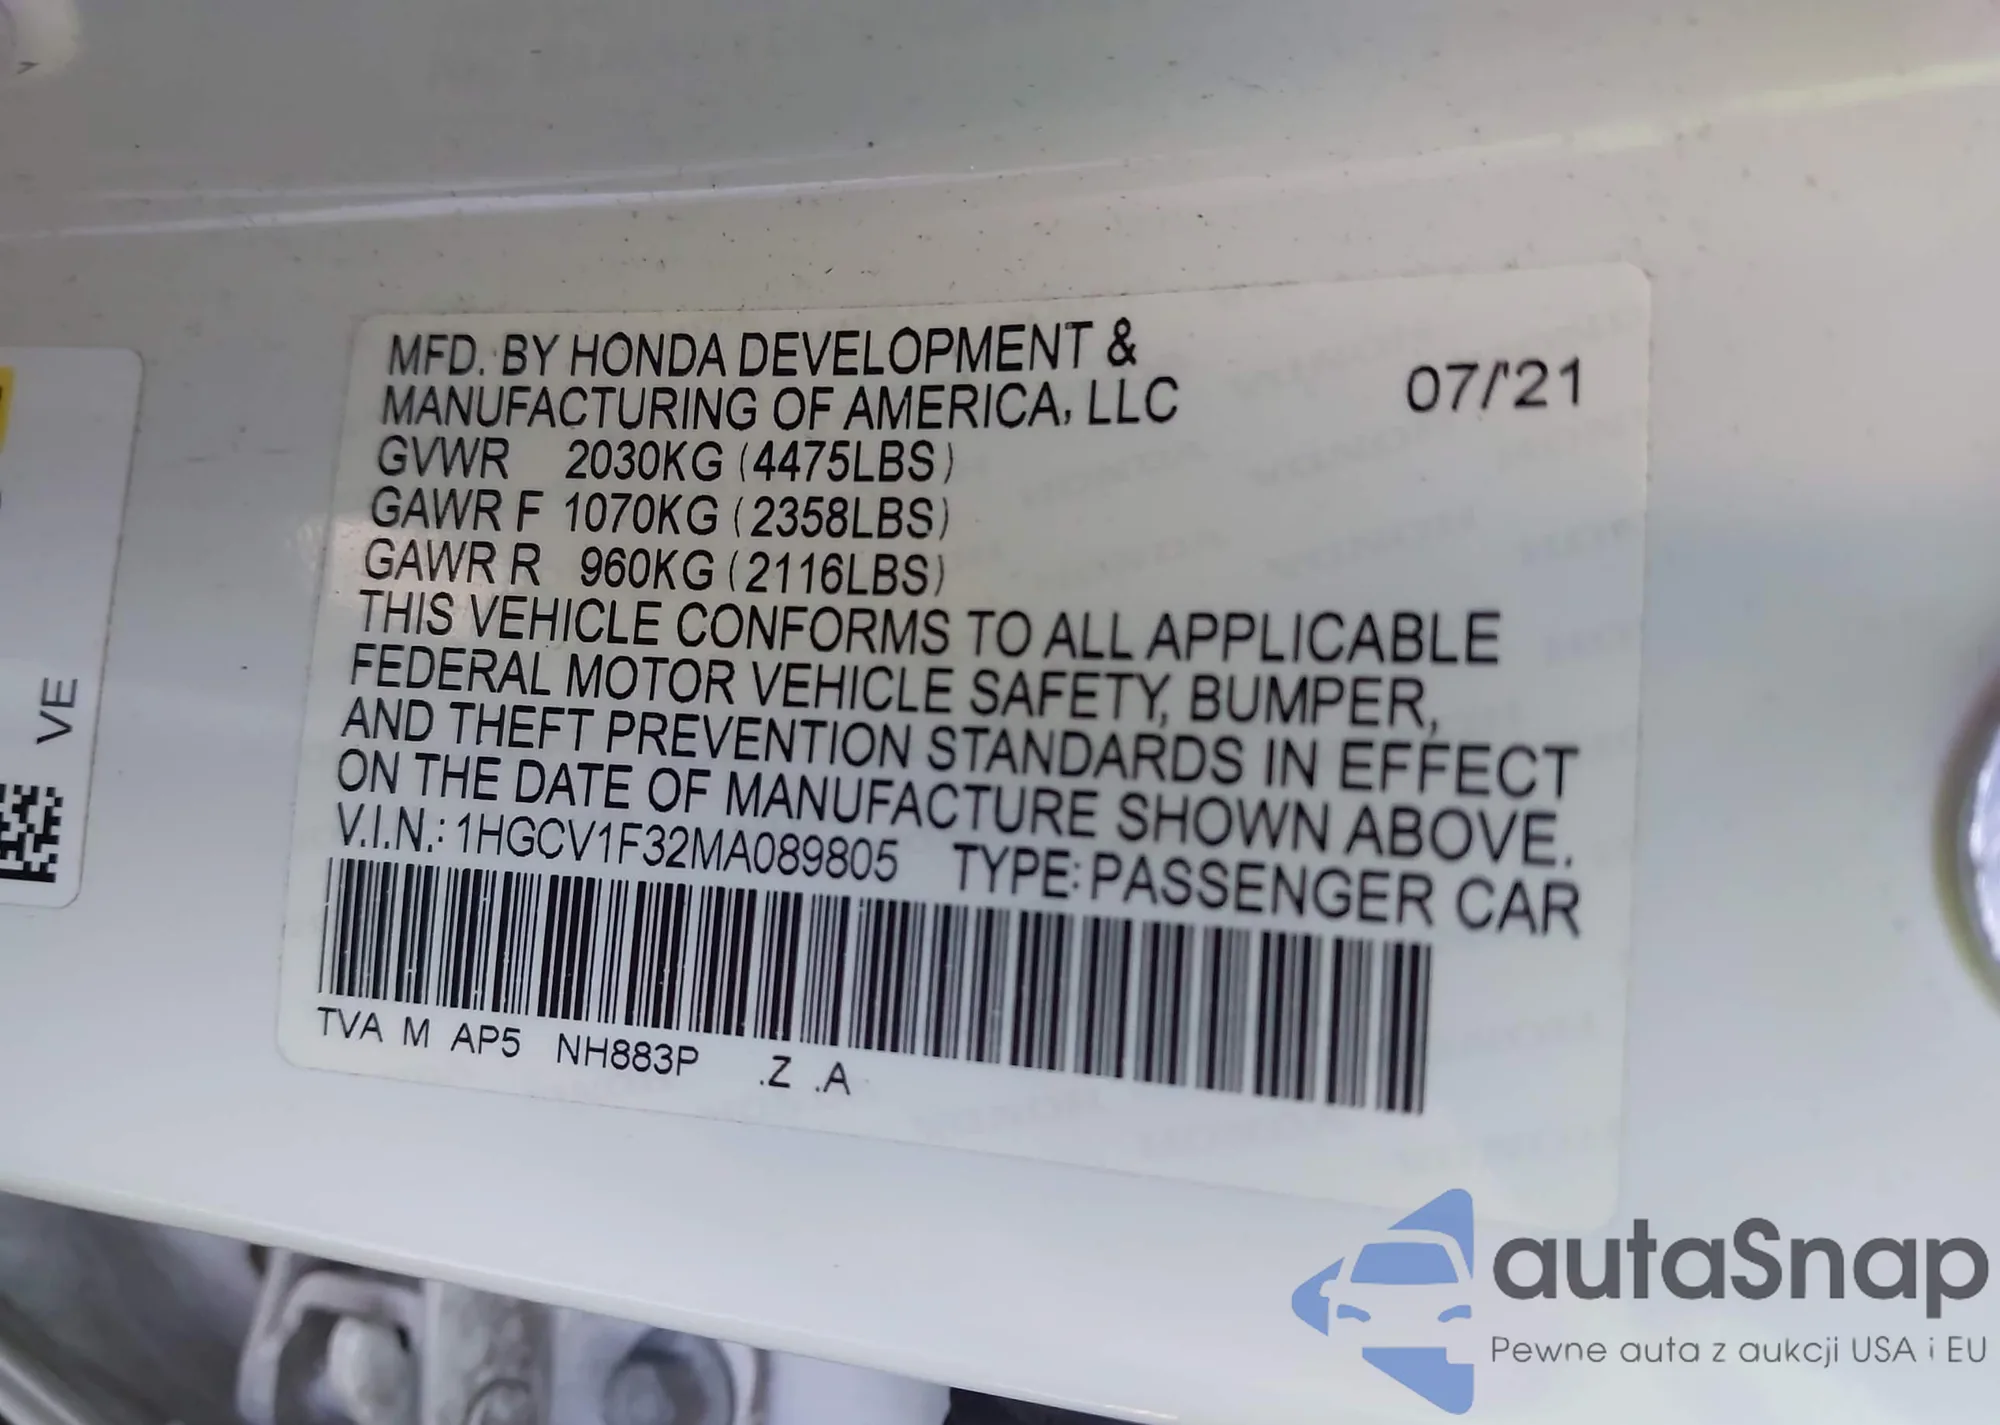 MFD. BY HONDA DEVELOPMENT &
MANUFACTURING OF AMERICA, LLC 07/'21
GVWR 2030KG (4475LBS)
GAWR F 1070KG (2358LBS)
GAWR R 960KG (2116LBS)
THIS VEHICLE CONFORMS TO ALL APPLICABLE
FEDERAL MOTOR VEHICLE SAFETY, BUMPER,
AND THEFT PREVENTION STANDARDS IN EFFECT
ON THE DATE OF MANUFACTURE SHOWN ABOVE.
V.I.N.: 1HGCV1F32MA089805 TYPE: PASSENGER CAR
TVA M AP5 NH883P .Z .A
VE
autaSnap
Pewne auta z aukcji USA i EU